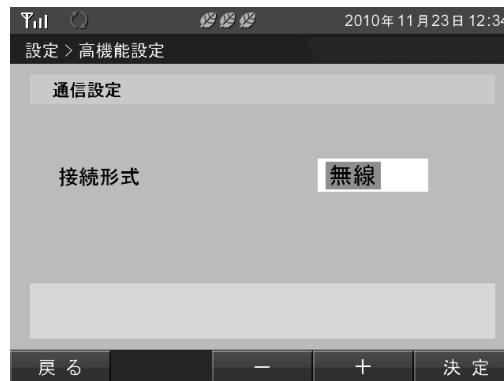 2010年11月23日 12:34
設定 > 高機能設定
通信設定
接続形式 無線
戻る － ＋ 決定